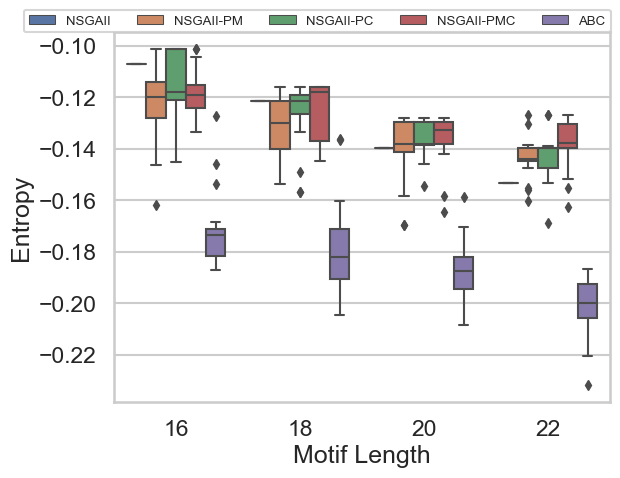 NSGAII NSGAII-PM NSGAII-PC NSGAII-PMC ABC
−0.10
−0.12
−0.14
−0.16
−0.18
−0.20
−0.22
Entropy
16 18 20 22
Motif Length